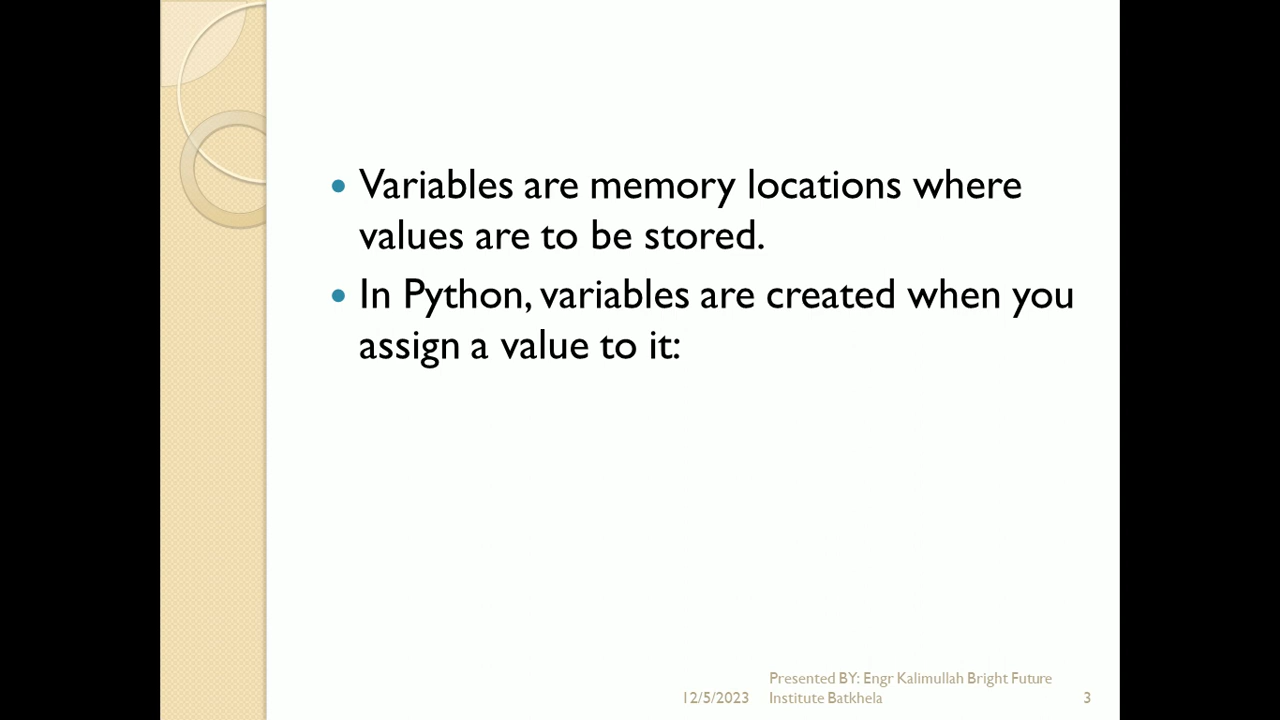 • Variables are memory locations where
values are to be stored.
• In Python, variables are created when you
assign a value to it:
Presented BY: Engr Kalimullah Bright Future
12/5/2023 Institute Batkhela 3